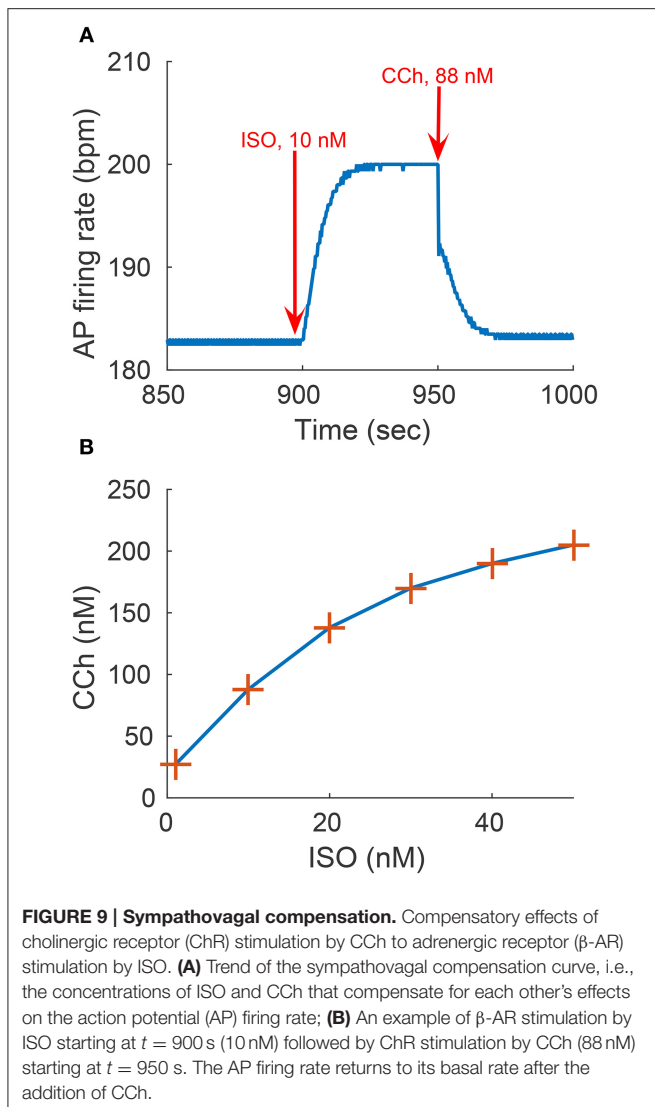 A
210
CCh, 88 nM
ISO, 10 nM
200
190
180
AP firing rate (bpm)
850 900 950 1000
Time (sec)
B
250
200
150
100
50
0
CCh (nM)
0 20 40
ISO (nM)
FIGURE 9 | Sympathovagal compensation. Compensatory effects of
cholinergic receptor (ChR) stimulation by CCh to adrenergic receptor (β-AR)
stimulation by ISO. (A) Trend of the sympathovagal compensation curve, i.e.,
the concentrations of ISO and CCh that compensate for each other's effects
on the action potential (AP) firing rate; (B) An example of β-AR stimulation by
ISO starting at t = 900 s (10 nM) followed by ChR stimulation by CCh (88 nM)
starting at t = 950 s. The AP firing rate returns to its basal rate after the
addition of CCh.